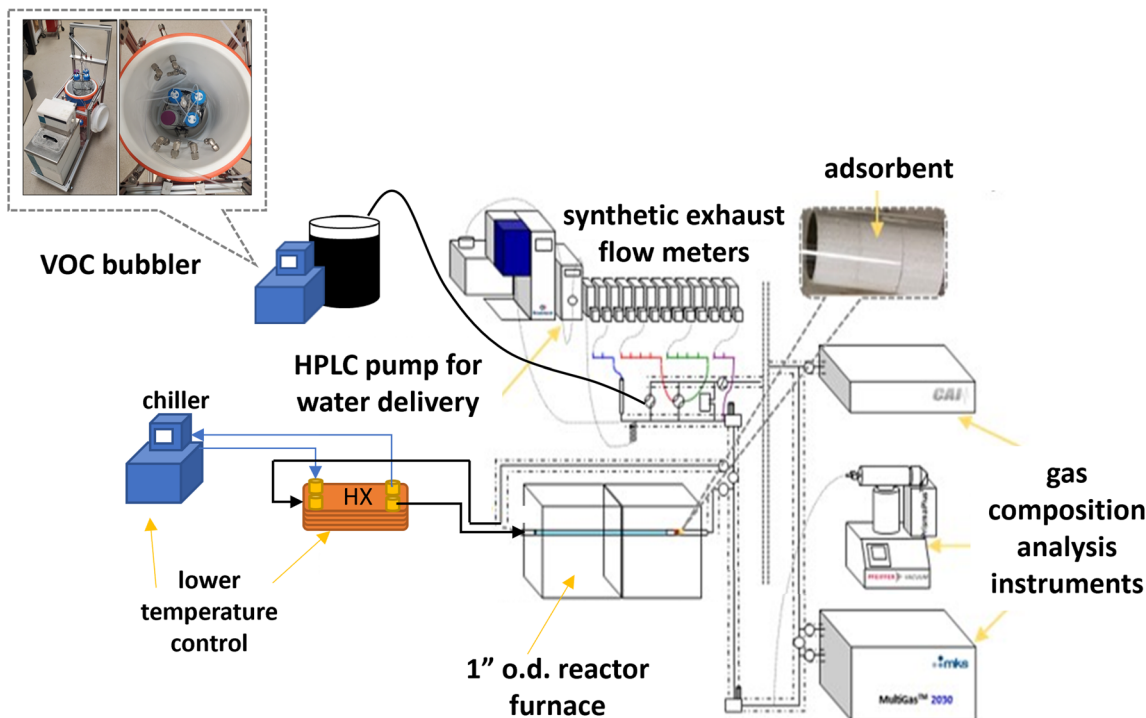 adsorbent
synthetic exhaust
flow meters
VOC bubbler
HPLC pump for
water delivery
CAI
chiller
HX
gas
composition
analysis
instruments
PFEIFFER VACUUM
lower
temperature
control
1” o.d. reactor
furnace
mks
MultiGas™ 2030